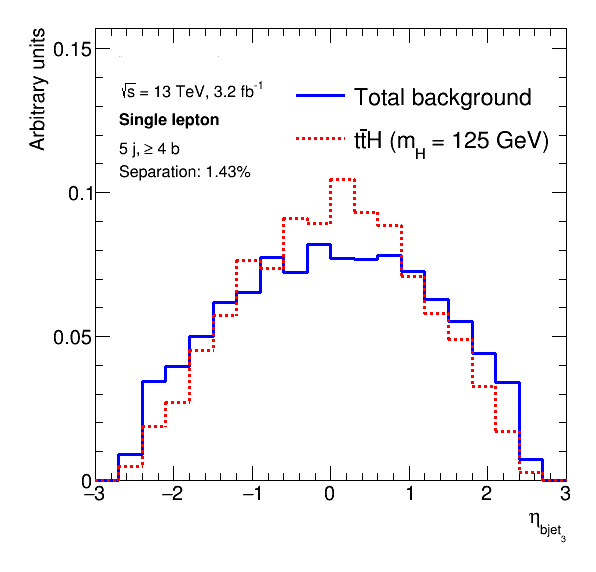 Arbitrary units
0.15
0.1
0.05
0
√s = 13 TeV, 3.2 fb⁻¹
Single lepton
5 j, ≥ 4 b
Separation: 1.43%
Total background
tt̄H (m_H = 125 GeV)
−3 −2 −1 0 1 2 3
η_bjet₃